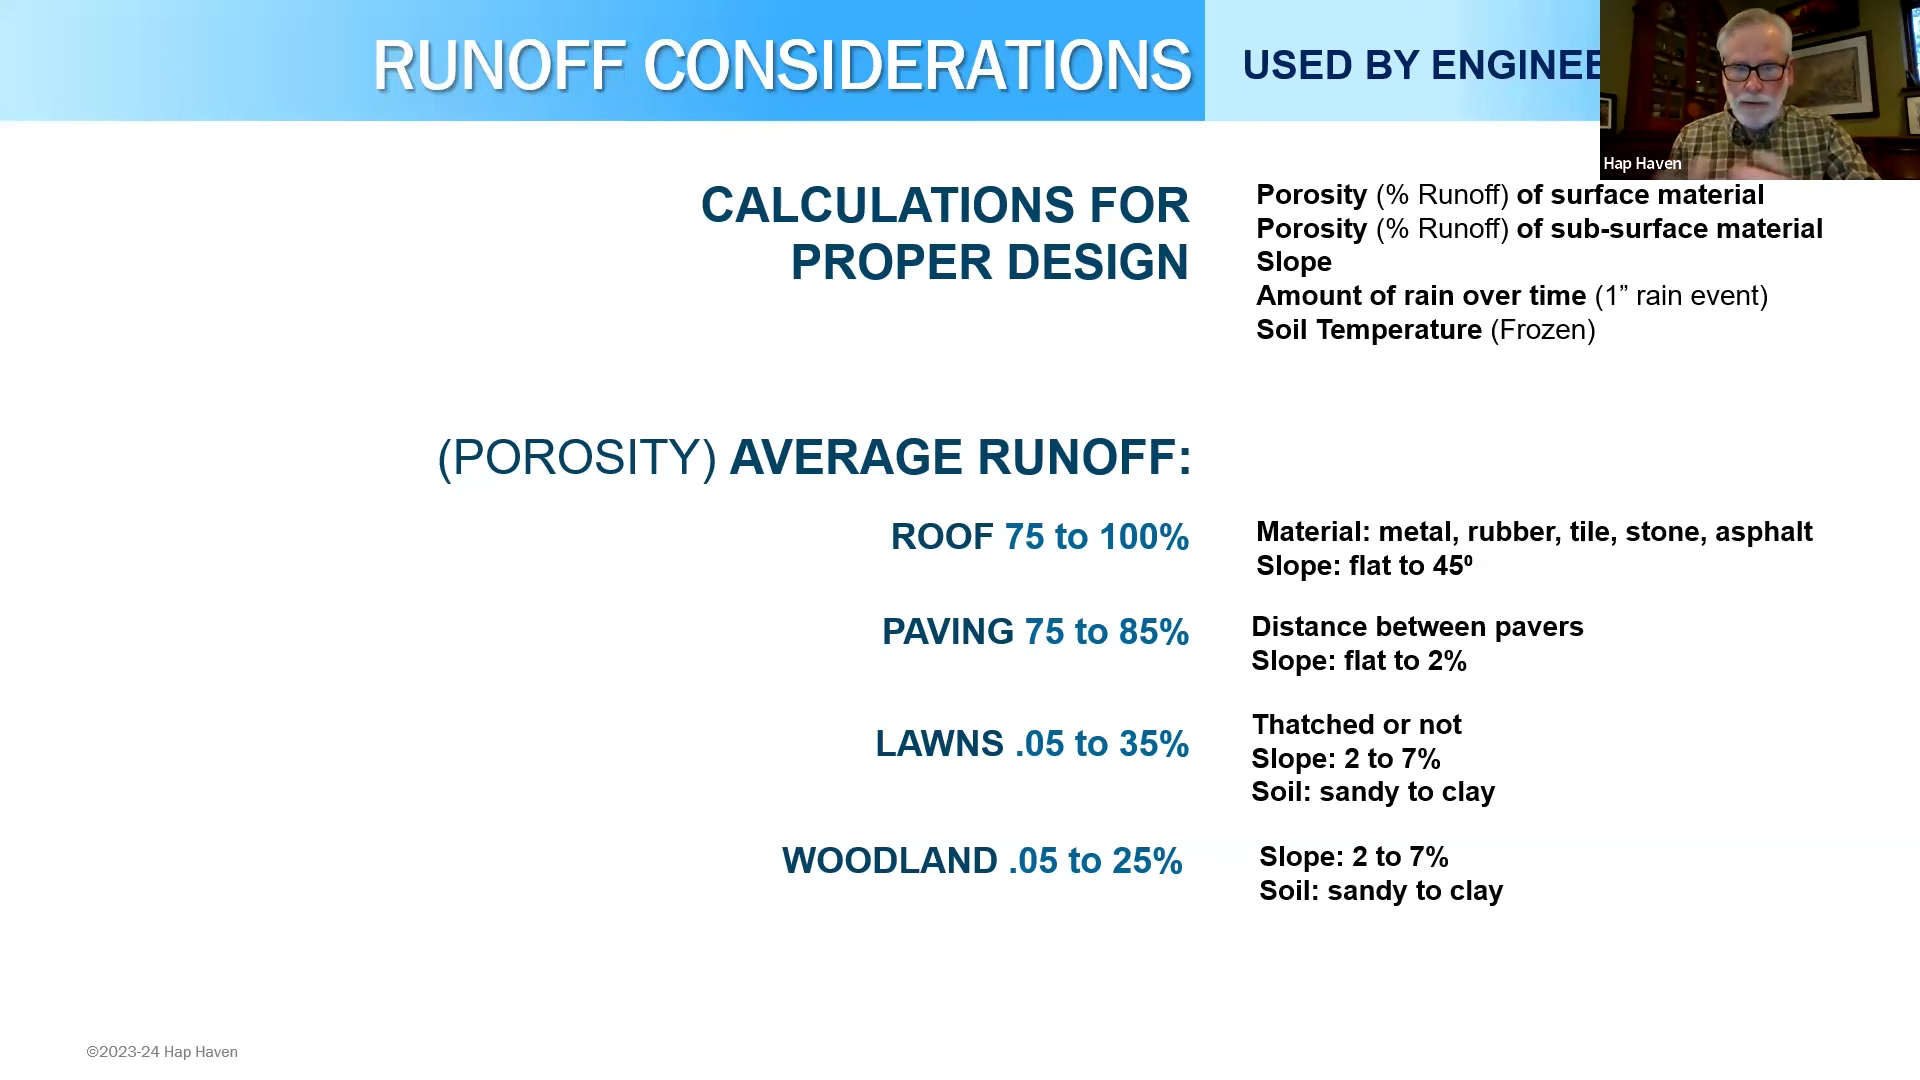 RUNOFF CONSIDERATIONS
USED BY
Hap Haven
CALCULATIONS FOR
PROPER DESIGN
Porosity (% Runoff) of surface material
Porosity (% Runoff) of sub-surface material
Slope
Amount of rain over time (1” rain event)
Soil Temperature (Frozen)
(POROSITY) AVERAGE RUNOFF:
ROOF 75 to 100%
Material: metal, rubber, tile, stone, asphalt
Slope: flat to 45⁰
PAVING 75 to 85%
Distance between pavers
Slope: flat to 2%
LAWNS .05 to 35%
Thatched or not
Slope: 2 to 7%
Soil: sandy to clay
WOODLAND .05 to 25%
Slope: 2 to 7%
Soil: sandy to clay
©2023-24 Hap Haven